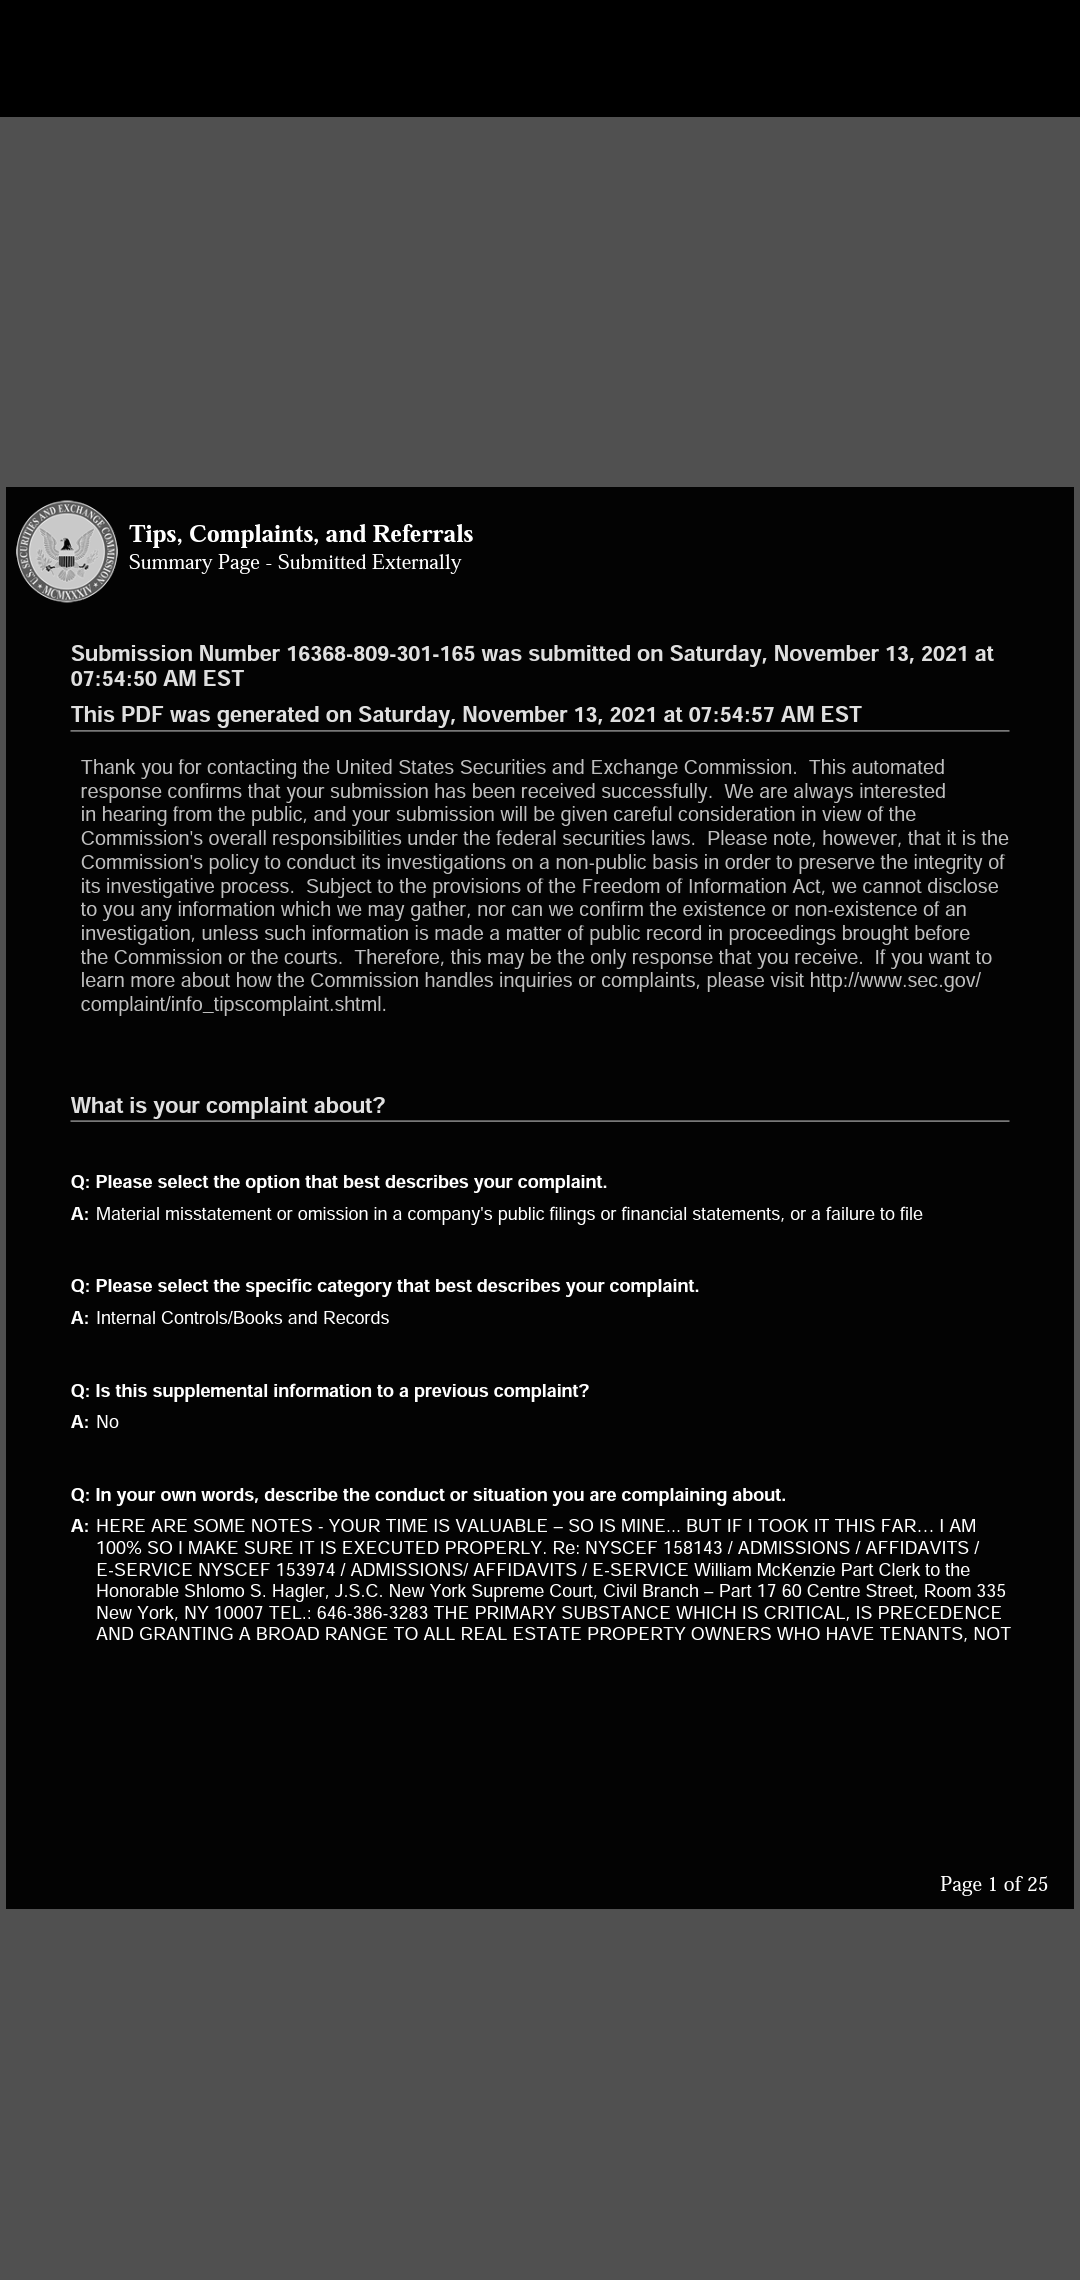 U.S. SECURITIES AND EXCHANGE COMMISSION
MCMXXXIV
Tips, Complaints, and Referrals
Summary Page - Submitted Externally
Submission Number 16368-809-301-165 was submitted on Saturday, November 13, 2021 at
07:54:50 AM EST
This PDF was generated on Saturday, November 13, 2021 at 07:54:57 AM EST
Thank you for contacting the United States Securities and Exchange Commission.  This automated
response confirms that your submission has been received successfully.  We are always interested
in hearing from the public, and your submission will be given careful consideration in view of the
Commission's overall responsibilities under the federal securities laws.  Please note, however, that it is the
Commission's policy to conduct its investigations on a non-public basis in order to preserve the integrity of
its investigative process.  Subject to the provisions of the Freedom of Information Act, we cannot disclose
to you any information which we may gather, nor can we confirm the existence or non-existence of an
investigation, unless such information is made a matter of public record in proceedings brought before
the Commission or the courts.  Therefore, this may be the only response that you receive.  If you want to
learn more about how the Commission handles inquiries or complaints, please visit http://www.sec.gov/
complaint/info_tipscomplaint.shtml.
What is your complaint about?
Q: Please select the option that best describes your complaint.
A: Material misstatement or omission in a company's public filings or financial statements, or a failure to file
Q: Please select the specific category that best describes your complaint.
A: Internal Controls/Books and Records
Q: Is this supplemental information to a previous complaint?
A: No
Q: In your own words, describe the conduct or situation you are complaining about.
A: HERE ARE SOME NOTES - YOUR TIME IS VALUABLE – SO IS MINE... BUT IF I TOOK IT THIS FAR… I AM
100% SO I MAKE SURE IT IS EXECUTED PROPERLY. Re: NYSCEF 158143 / ADMISSIONS / AFFIDAVITS /
E-SERVICE NYSCEF 153974 / ADMISSIONS/ AFFIDAVITS / E-SERVICE William McKenzie Part Clerk to the
Honorable Shlomo S. Hagler, J.S.C. New York Supreme Court, Civil Branch – Part 17 60 Centre Street, Room 335
New York, NY 10007 TEL.: 646-386-3283 THE PRIMARY SUBSTANCE WHICH IS CRITICAL, IS PRECEDENCE
AND GRANTING A BROAD RANGE TO ALL REAL ESTATE PROPERTY OWNERS WHO HAVE TENANTS, NOT
Page 1 of 25